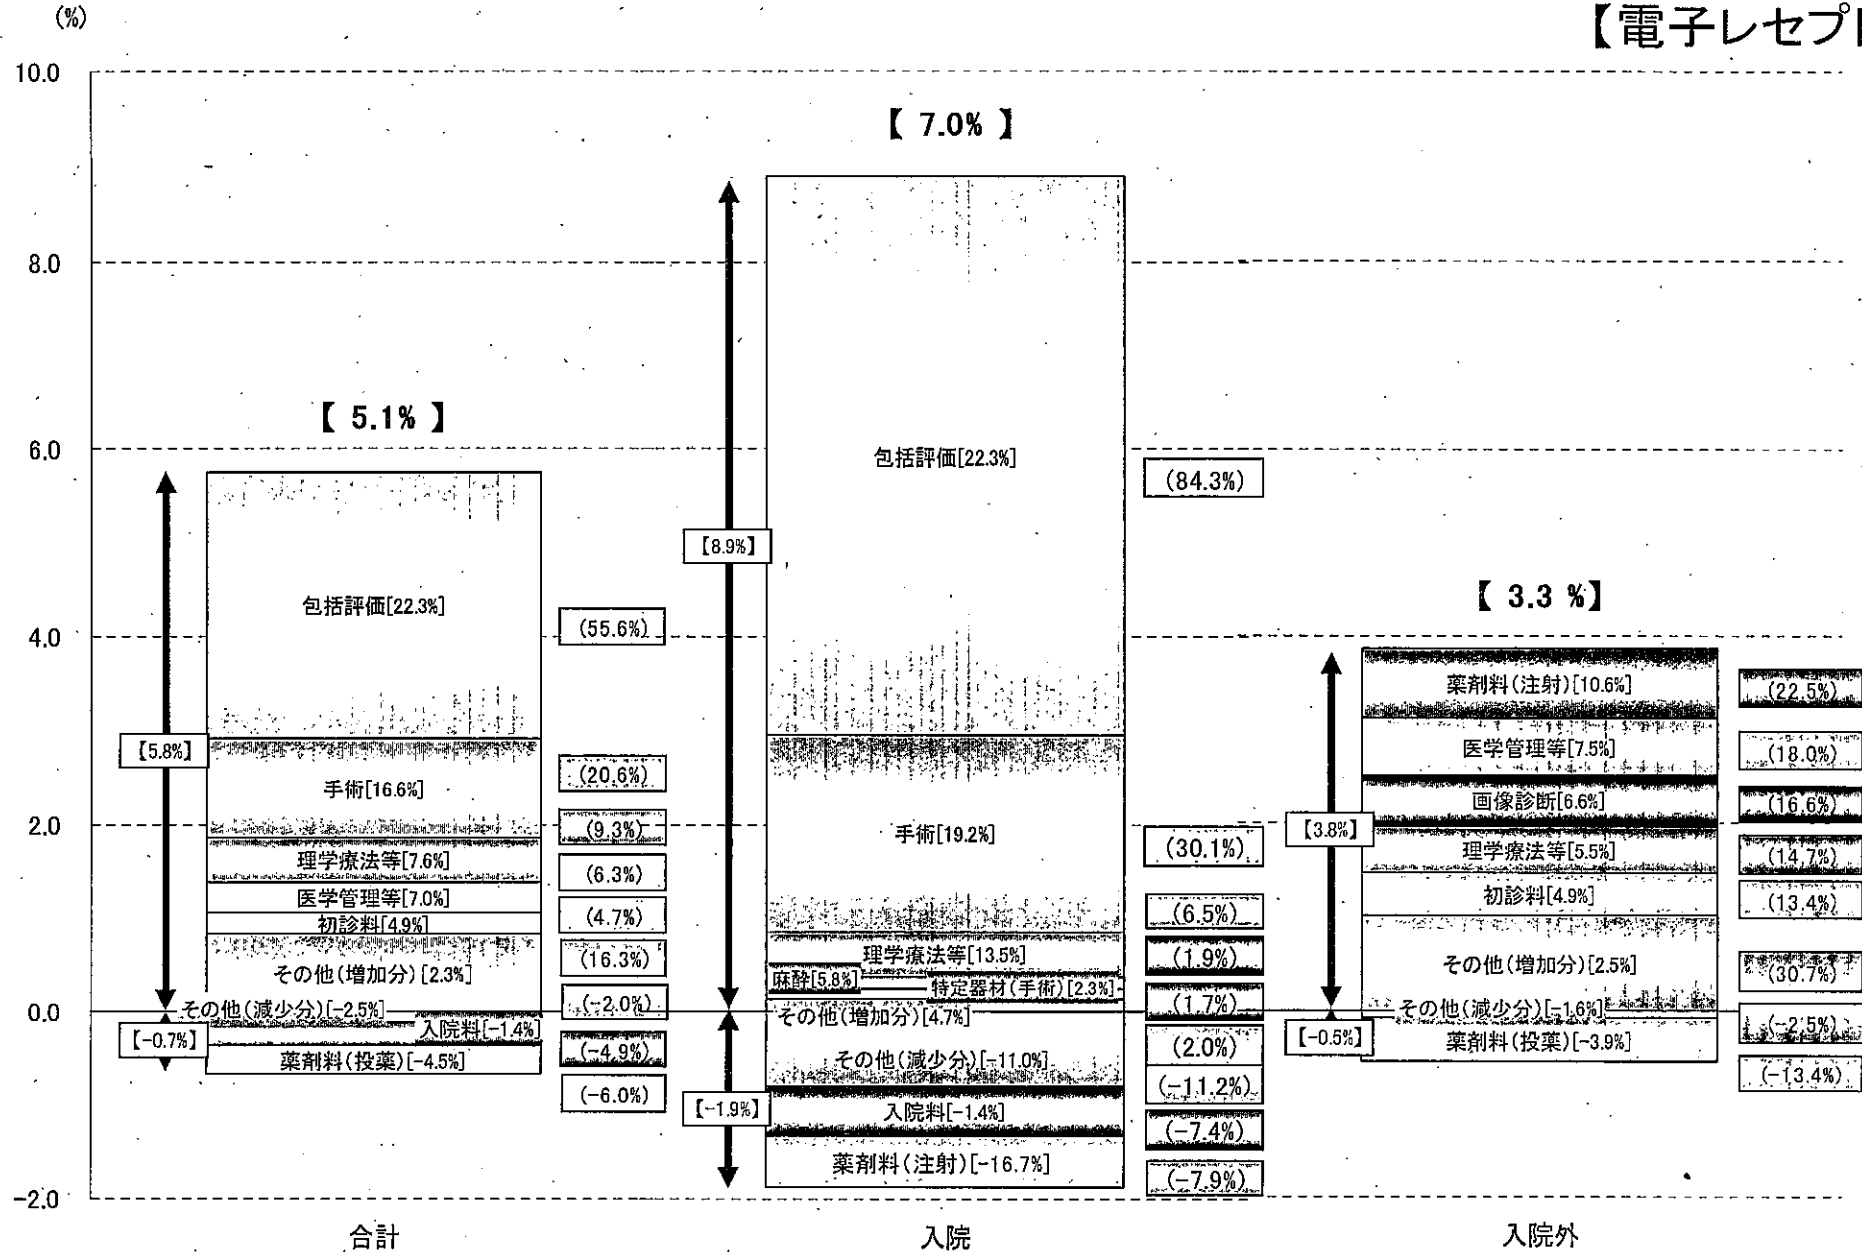 (%)
【電子レセプ
10.0
8.0
6.0
4.0
2.0
0.0
-2.0
【 5.1% 】
【5.8%】
【-0.7%】
包括評価[22.3%]
手術[16.6%]
理学療法等[7.6%]
医学管理等[7.0%]
初診料[4.9%]
その他(増加分)[2.3%]
その他(減少分)[-2.5%]
入院料[-1.4%]
薬剤料(投薬)[-4.5%]
(55.6%)
(20.6%)
(9.3%)
(6.3%)
(4.7%)
(16.3%)
(-2.0%)
(-4.9%)
(-6.0%)
合計
【 7.0% 】
【8.9%】
【-1.9%】
包括評価[22.3%]
手術[19.2%]
理学療法等[13.5%]
麻酔[5.8%]
特定器材(手術)[2.3%]
その他(増加分)[4.7%]
その他(減少分)[-11.0%]
入院料[-1.4%]
薬剤料(注射)[-16.7%]
(84.3%)
(30.1%)
(6.5%)
(1.9%)
(1.7%)
(2.0%)
(-11.2%)
(-7.4%)
(-7.9%)
入院
【 3.3 %】
【3.8%】
【-0.5%】
薬剤料(注射)[10.6%]
医学管理等[7.5%]
画像診断[6.6%]
理学療法等[5.5%]
初診料[4.9%]
その他(増加分)[2.5%]
その他(減少分)[-1.6%]
薬剤料(投薬)[-3.9%]
(22.5%)
(18.0%)
(16.6%)
(14.7%)
(13.4%)
(30.7%)
(-2.5%)
(-13.4%)
入院外